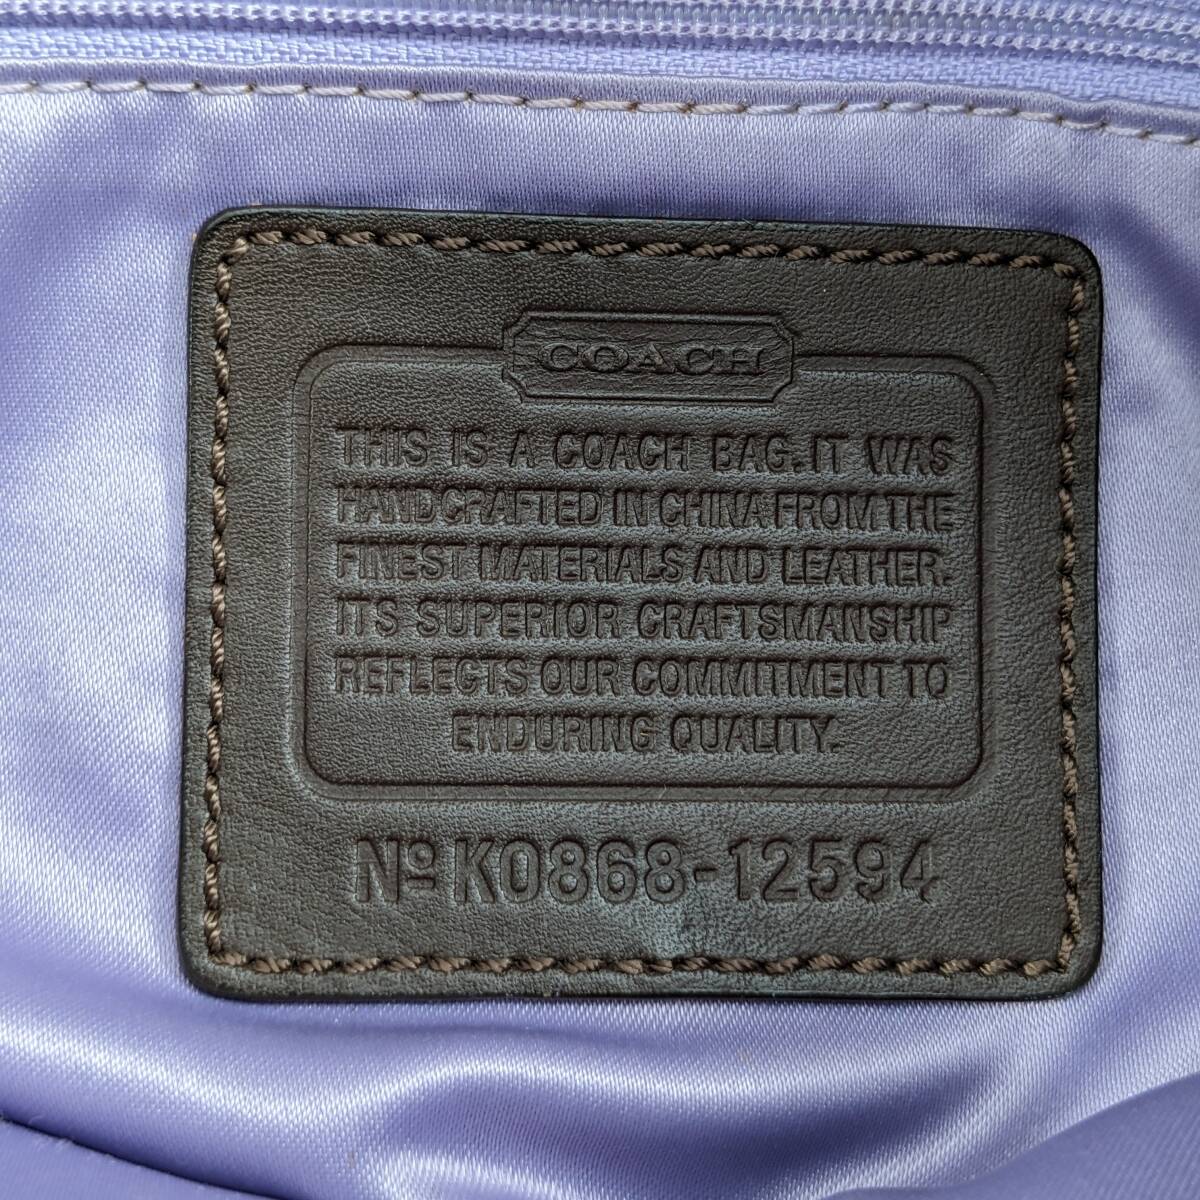 COACH
THIS IS A COACH BAG. IT WAS
HANDCRAFTED IN CHINA FROM THE
FINEST MATERIALS AND LEATHER.
ITS SUPERIOR CRAFTSMANSHIP
REFLECTS OUR COMMITMENT TO
ENDURING QUALITY.
Nº K0868-12594